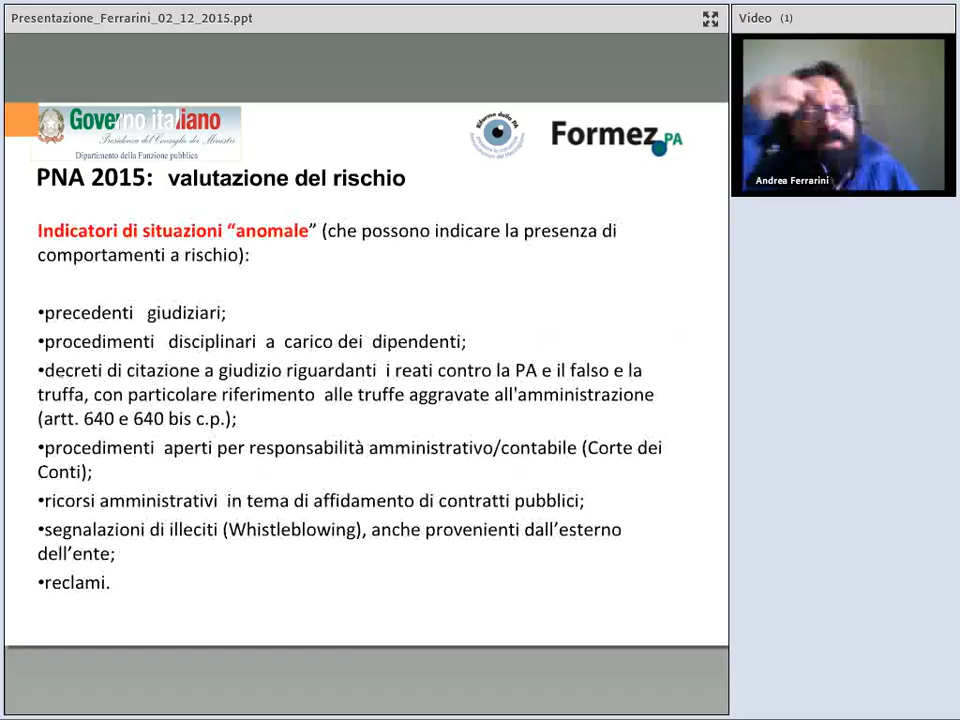 Presentazione_Ferrarini_02_12_2015.ppt
Video (1)
Governo italiano
Presidenza del Consiglio dei Ministri
Dipartimento della Funzione pubblica
Riforma della PA
Formez PA
Andrea Ferrarini
PNA 2015: valutazione del rischio
Indicatori di situazioni “anomale” (che possono indicare la presenza di
comportamenti a rischio):
•precedenti giudiziari;
•procedimenti disciplinari a carico dei dipendenti;
•decreti di citazione a giudizio riguardanti i reati contro la PA e il falso e la
truffa, con particolare riferimento alle truffe aggravate all'amministrazione
(artt. 640 e 640 bis c.p.);
•procedimenti aperti per responsabilità amministrativo/contabile (Corte dei
Conti);
•ricorsi amministrativi in tema di affidamento di contratti pubblici;
•segnalazioni di illeciti (Whistleblowing), anche provenienti dall’esterno
dell’ente;
•reclami.